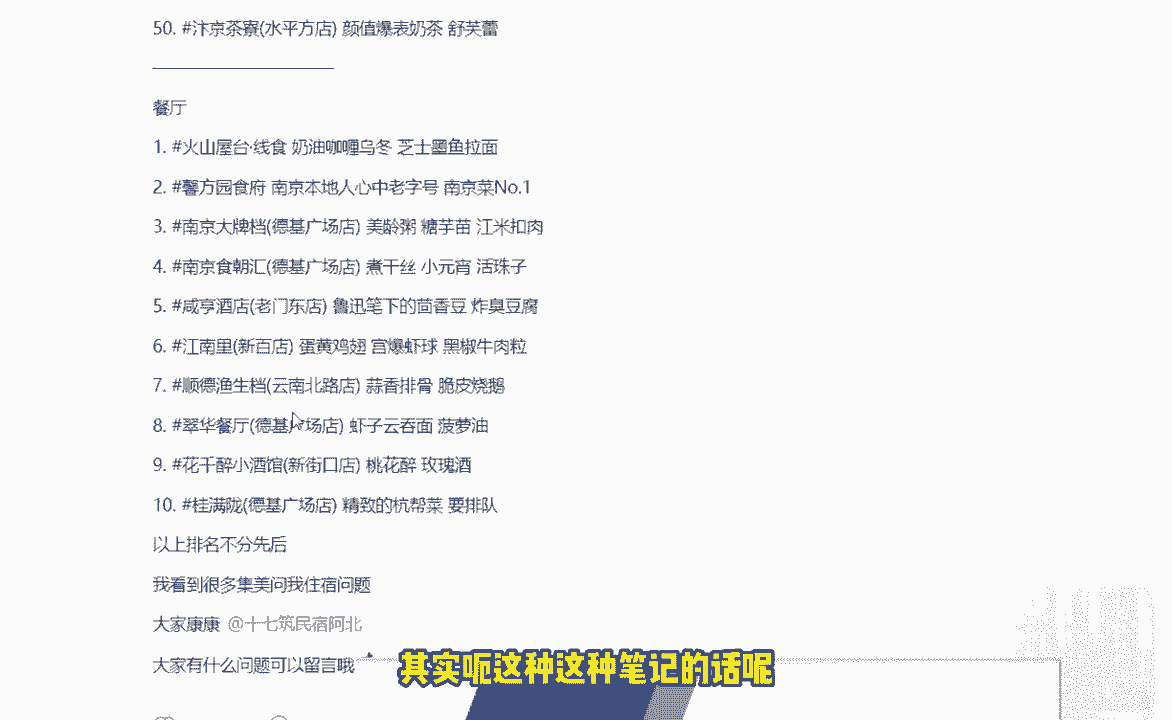 50. #汴京茶寮(水平方店) 颜值爆表奶茶 舒芙蕾
餐厅
1. #火山屋台·线食 奶油咖喱乌冬 芝士墨鱼拉面
2. #馨方园食府 南京本地人心中老字号 南京菜No.1
3. #南京大牌档(德基广场店) 美龄粥 糖芋苗 江米扣肉
4. #南京食朝汇(德基广场店) 煮干丝 小元宵 活珠子
5. #咸亨酒店(老门东店) 鲁迅笔下的茴香豆 炸臭豆腐
6. #江南里(新百店) 蛋黄鸡翅 宫爆虾球 黑椒牛肉粒
7. #顺德渔生档(云南北路店) 蒜香排骨 脆皮烧鹅
8. #翠华餐厅(德基广场店) 虾子云吞面 菠萝油
9. #花千醉小酒馆(新街口店) 桃花醉 玫瑰酒
10. #桂满陇(德基广场店) 精致的杭帮菜 要排队
以上排名不分先后
我看到很多集美问我住宿问题
大家康康 @十七筑民宿阿北
大家有什么问题可以留言哦
其实呃这种这种笔记的话呢